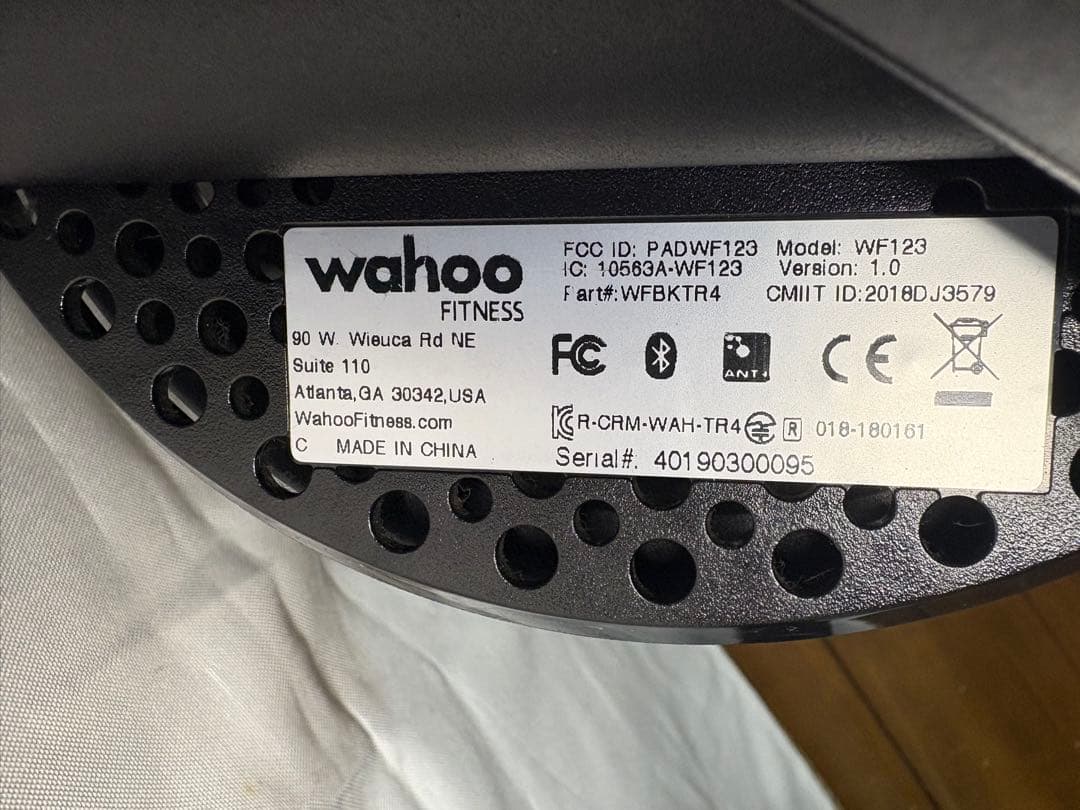 wahoo
FITNESS
90 W. Wieuca Rd NE
Suite 110
Atlanta,GA 30342,USA
WahooFitness.com
C MADE IN CHINA
FCC ID: PADWF123 Model: WF123
IC: 10563A-WF123 Version: 1.0
Part#:WFBKTR4 CMIIT ID:2018DJ3579
FC ANT+ CE
R-CRM-WAH-TR4 R 018-180161
Serial#: 40190300095